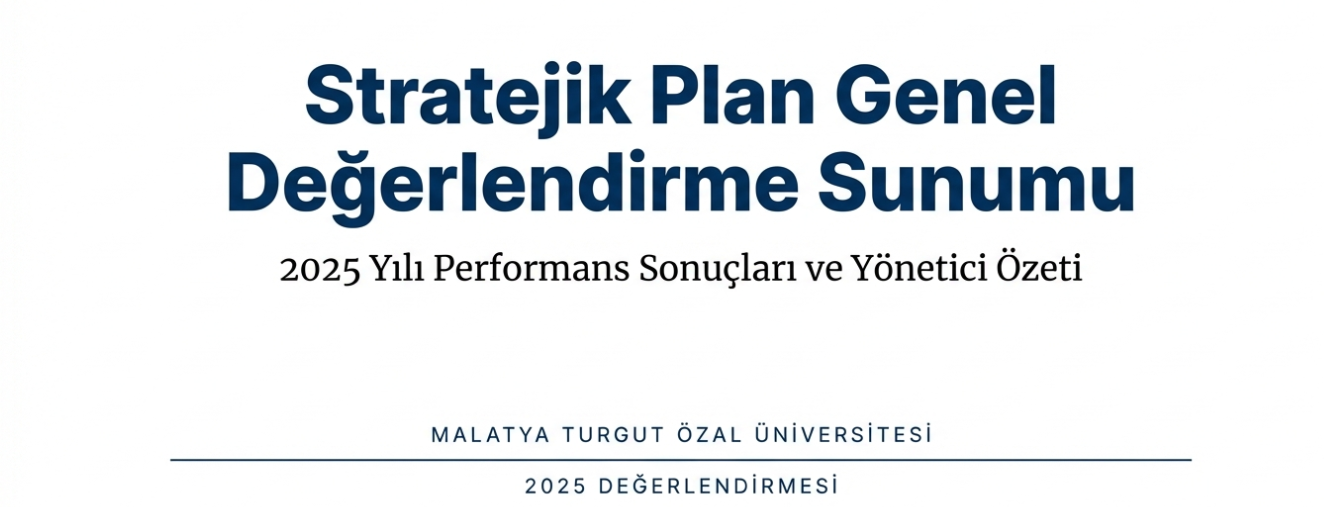 Stratejik Plan Genel
Değerlendirme Sunumu
2025 Yılı Performans Sonuçları ve Yönetici Özeti
MALATYA TURGUT ÖZAL ÜNİVERSİTESİ
2025 DEĞERLENDİRMESİ